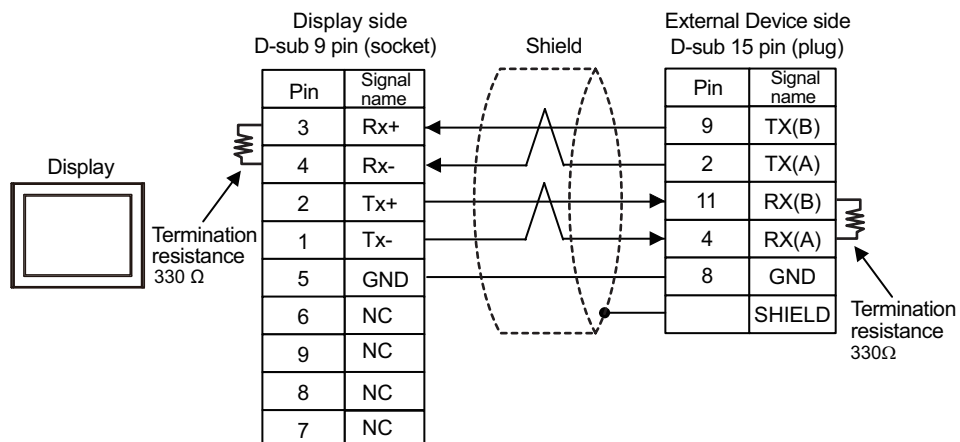 Display side
D-sub 9 pin (socket)
Shield
External Device side
D-sub 15 pin (plug)
Display
Pin Signal name
3 Rx+
4 Rx-
2 Tx+
1 Tx-
5 GND
6 NC
9 NC
8 NC
7 NC
Termination
resistance
330 Ω
Pin Signal name
9 TX(B)
2 TX(A)
11 RX(B)
4 RX(A)
8 GND
SHIELD
Termination
resistance
330Ω